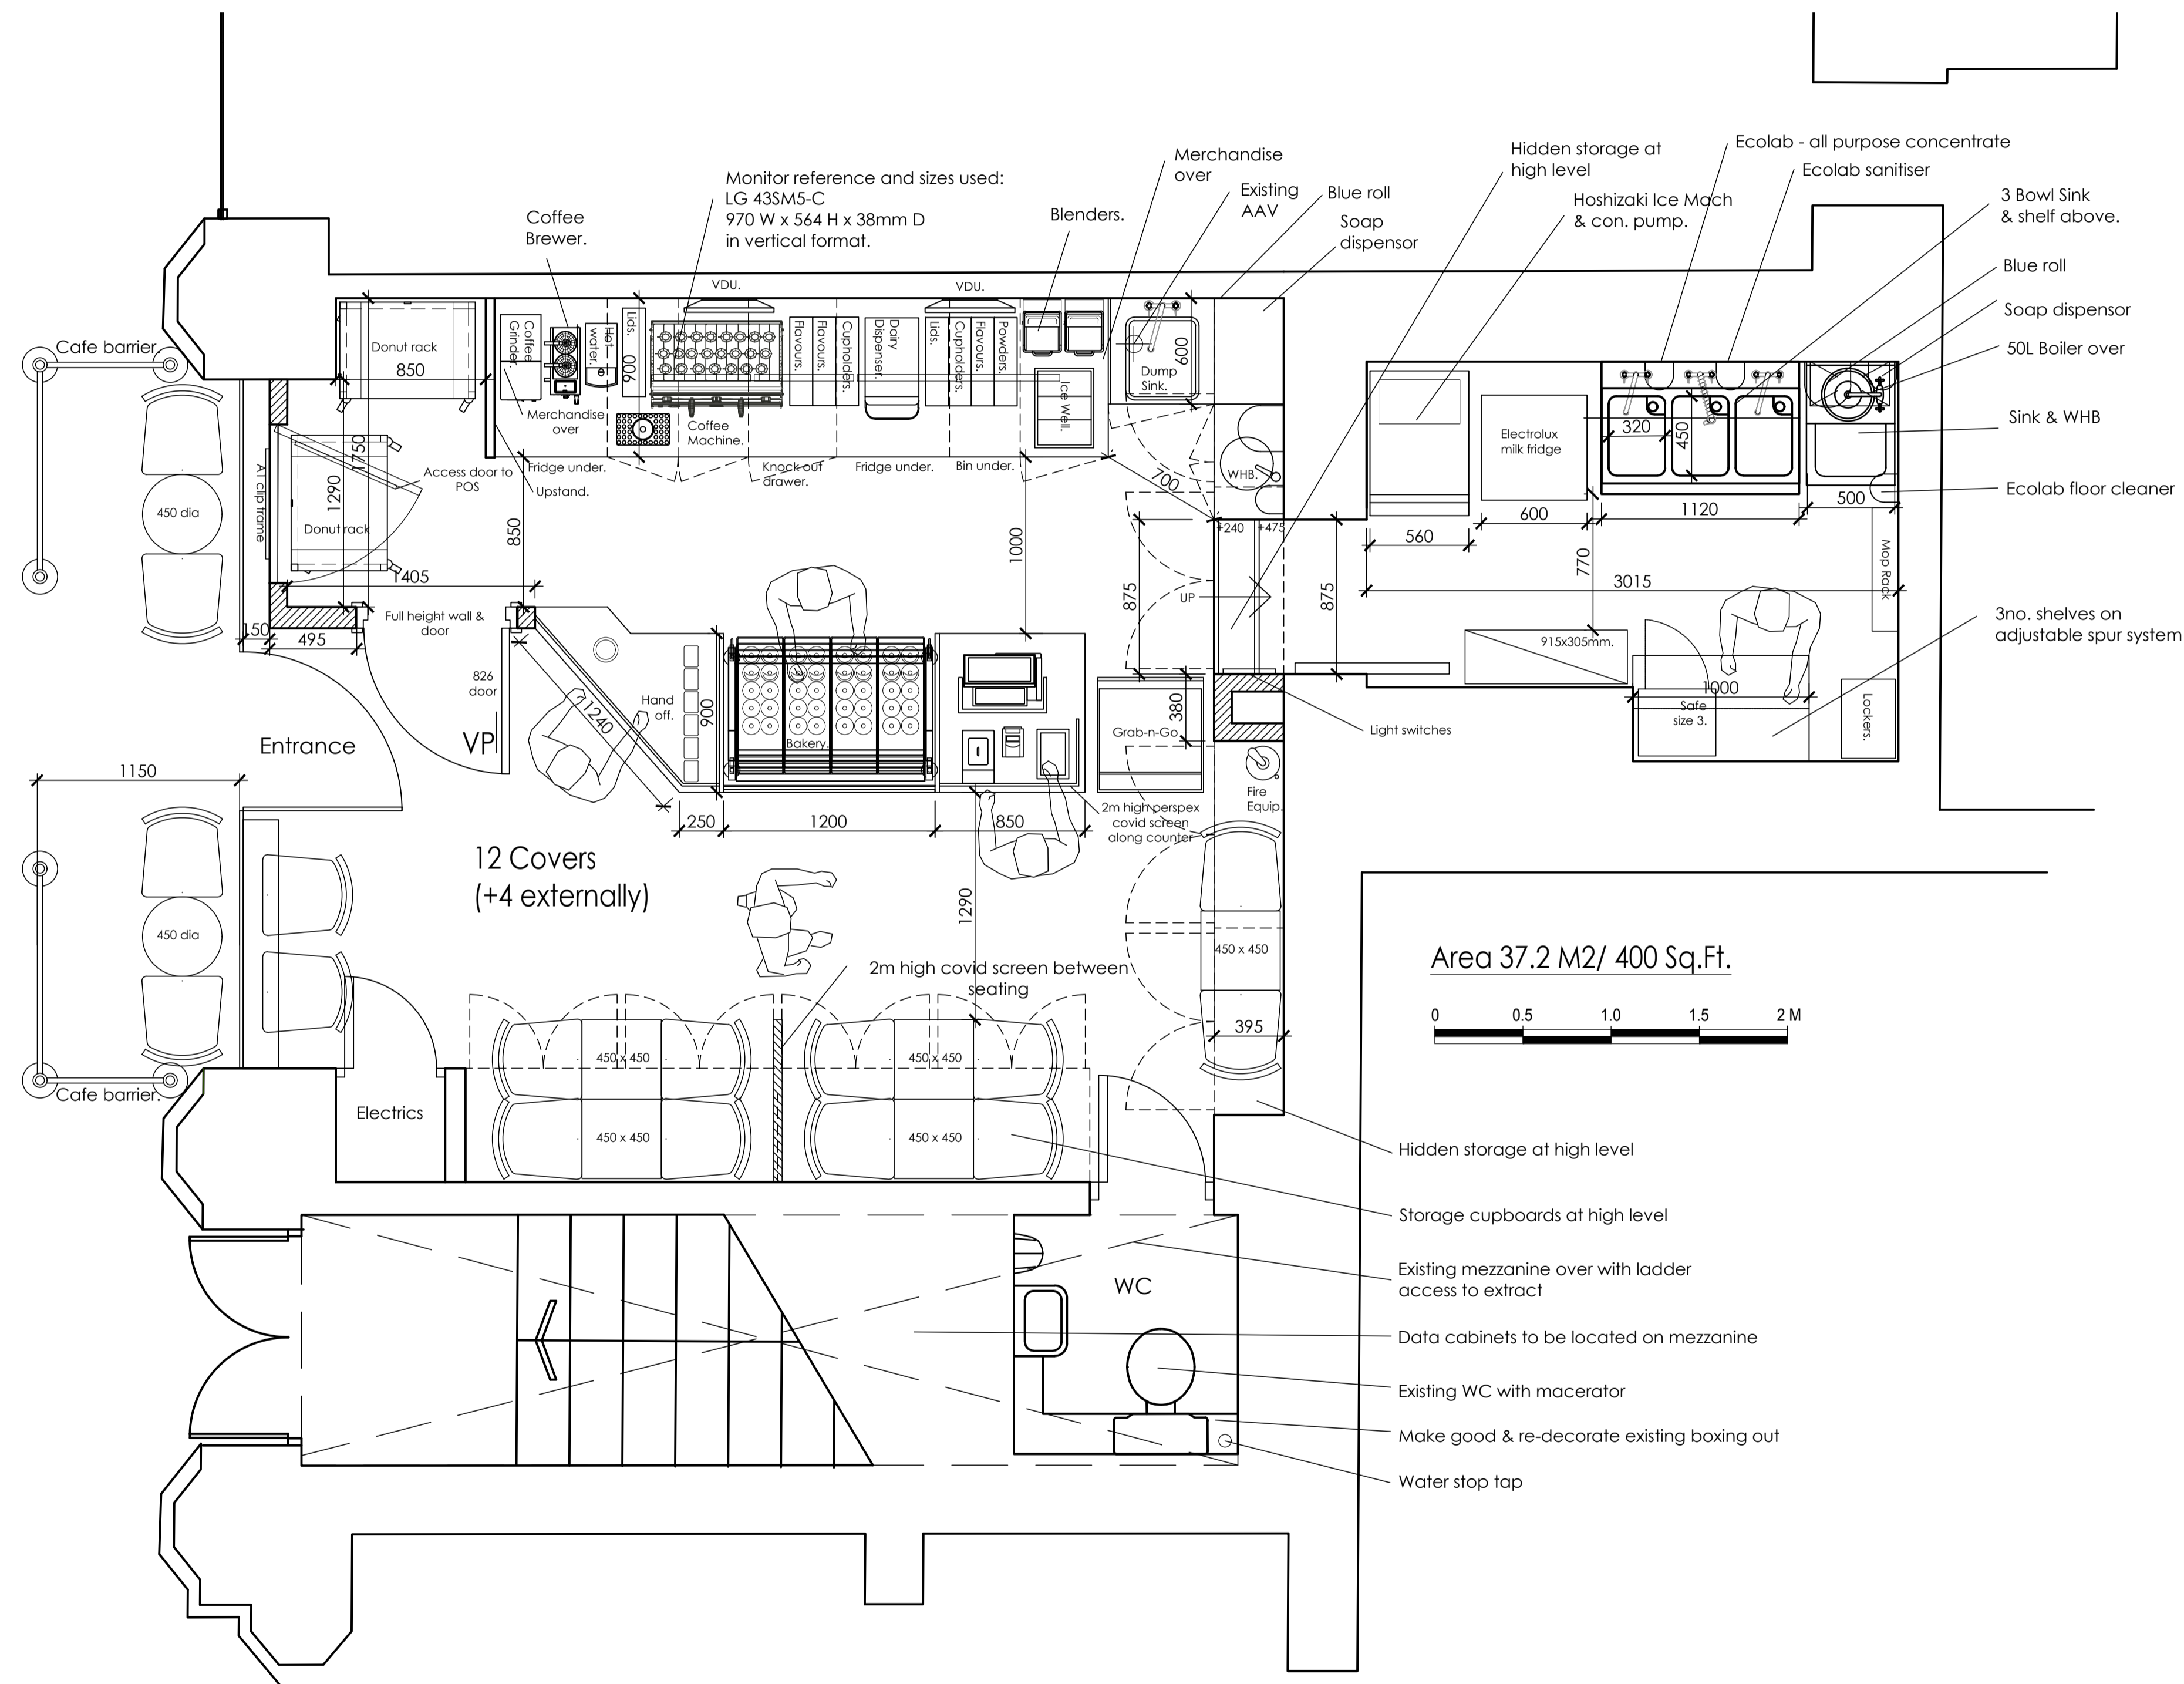 Monitor reference and sizes used:
LG 43SM5-C
970 W x 564 H x 38mm D
in vertical format.
Coffee
Brewer.
Merchandise
over
Existing
AAV
Blenders.
Blue roll
Soap
dispensor
Hidden storage at
high level
Hoshizaki Ice Mach
& con. pump.
Ecolab - all purpose concentrate
Ecolab sanitiser
3 Bowl Sink
& shelf above.
Blue roll
Soap dispensor
50L Boiler over
Sink & WHB
Ecolab floor cleaner
3no. shelves on
adjustable spur system
Cafe barrier.
Donut rack
850
Coffee
Grinder.
Hot
water.
Lids.
900
VDU.
VDU.
Flavours.
Flavours.
Cupholders.
Dairy
Dispenser.
Lids.
Cupholders.
Flavours.
Powders.
Ice Well
Dump
Sink.
600
Merchandise
over
Coffee
Machine.
Fridge under.
Upstand.
Knock out
drawer.
Fridge under.
Bin under.
700
WHB.
450 dia
A1 clip frame
1750
1290
Donut rack
Access door to
POS
1405
850
1000
875
UP
+240
+475
875
Full height wall &
door
150
495
826
door
VP
Entrance
1150
Hand
off.
1240
900
Bakery.
250
1200
850
Grab-n-Go
380
2m high perspex
covid screen
along counter
Fire
Equip.
Light switches
Electrolux
milk fridge
320
450
560
600
1120
500
770
3015
Mop Rack
915x305mm.
1000
Safe
size 3.
Lockers.
12 Covers
(+4 externally)
1290
450 dia
2m high covid screen between
seating
450 x 450
395
450 x 450
450 x 450
450 x 450
450 x 450
Cafe barrier.
Electrics
Area 37.2 M2/ 400 Sq.Ft.
0 0.5 1.0 1.5 2 M
Hidden storage at high level
Storage cupboards at high level
Existing mezzanine over with ladder
access to extract
Data cabinets to be located on mezzanine
Existing WC with macerator
Make good & re-decorate existing boxing out
Water stop tap
WC